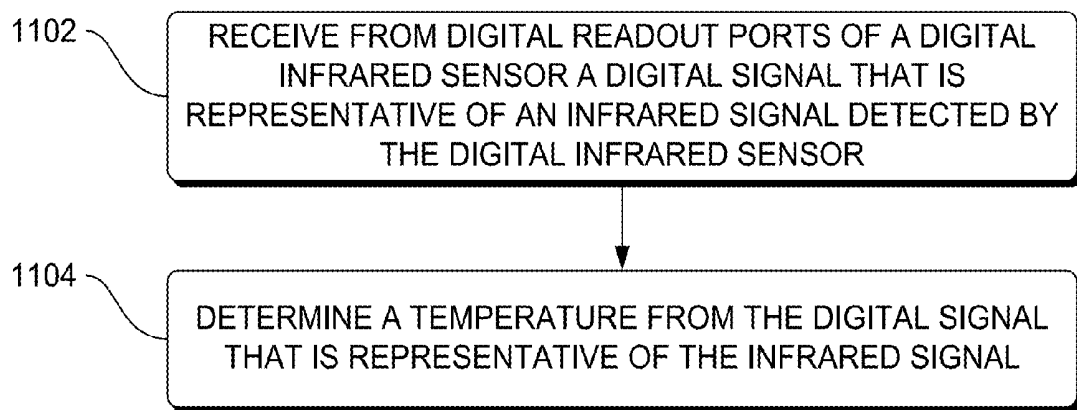 1102
RECEIVE FROM DIGITAL READOUT PORTS OF A DIGITAL
INFRARED SENSOR A DIGITAL SIGNAL THAT IS
REPRESENTATIVE OF AN INFRARED SIGNAL DETECTED BY
THE DIGITAL INFRARED SENSOR
1104
DETERMINE A TEMPERATURE FROM THE DIGITAL SIGNAL
THAT IS REPRESENTATIVE OF THE INFRARED SIGNAL